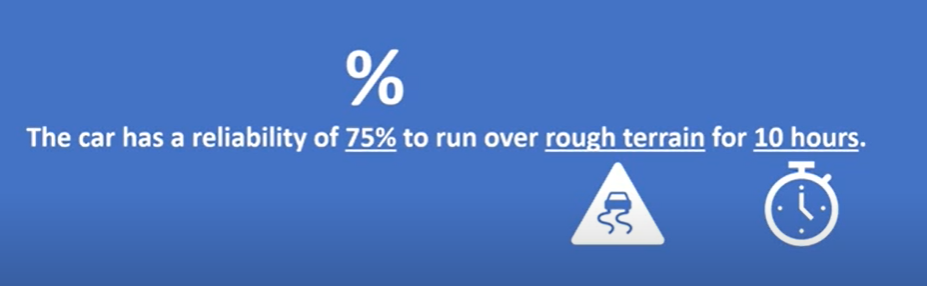 %
The car has a reliability of 75% to run over rough terrain for 10 hours.